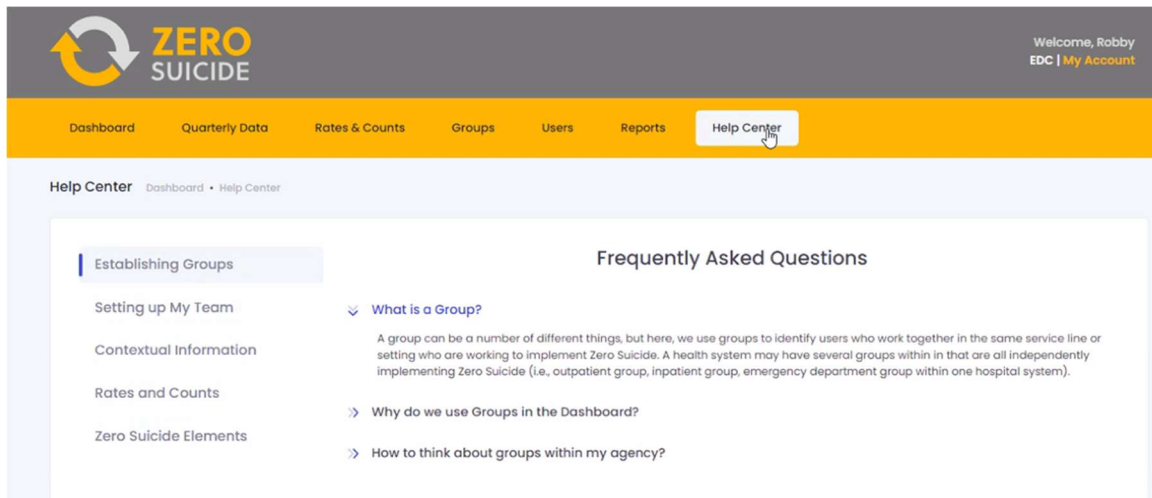 ZERO
SUICIDE
Welcome, Robby
EDC | My Account
Dashboard Quarterly Data Rates & Counts Groups Users Reports Help Center
Help Center Dashboard • Help Center
Establishing Groups
Setting up My Team
Contextual Information
Rates and Counts
Zero Suicide Elements
Frequently Asked Questions
What is a Group?
A group can be a number of different things, but here, we use groups to identify users who work together in the same service line or
setting who are working to implement Zero Suicide. A health system may have several groups within in that are all independently
implementing Zero Suicide (i.e., outpatient group, inpatient group, emergency department group within one hospital system).
Why do we use Groups in the Dashboard?
How to think about groups within my agency?